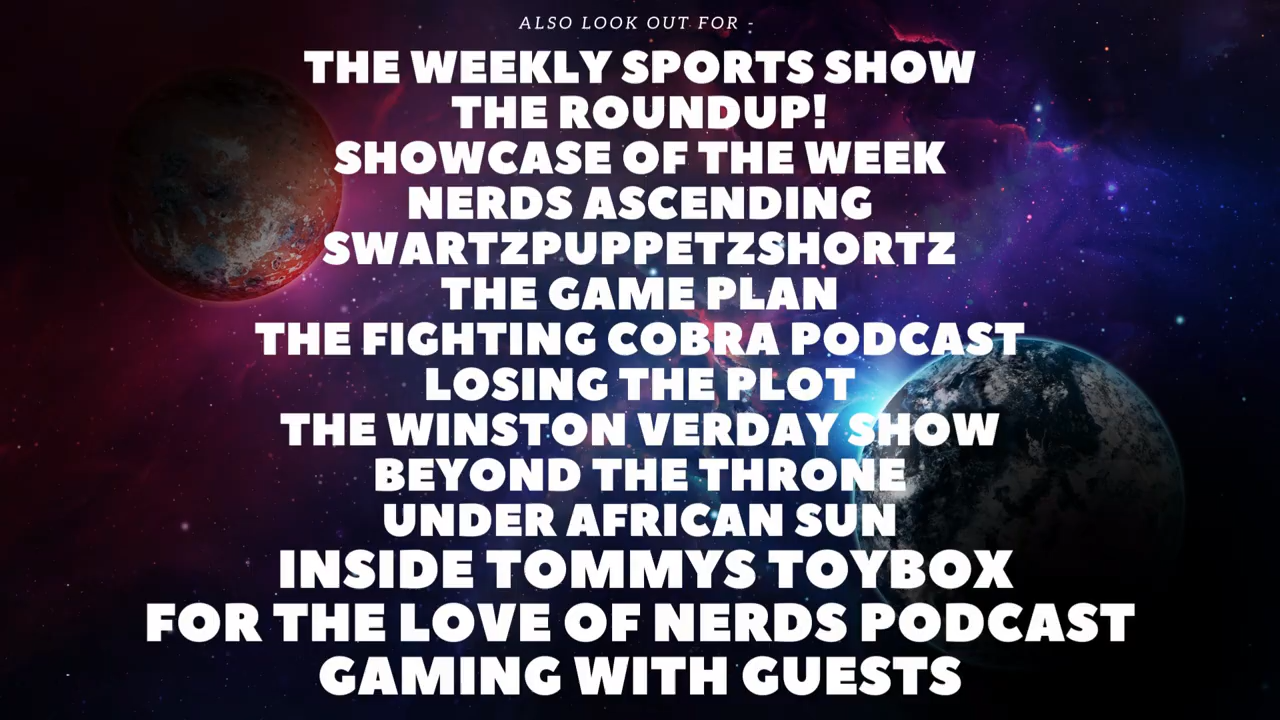 ALSO LOOK OUT FOR -
THE WEEKLY SPORTS SHOW
THE ROUNDUP!
SHOWCASE OF THE WEEK
NERDS ASCENDING
SWARTZPUPPETZSHORTZ
THE GAME PLAN
THE FIGHTING COBRA PODCAST
LOSING THE PLOT
THE WINSTON VERDAY SHOW
BEYOND THE THRONE
UNDER AFRICAN SUN
INSIDE TOMMYS TOYBOX
FOR THE LOVE OF NERDS PODCAST
GAMING WITH GUESTS